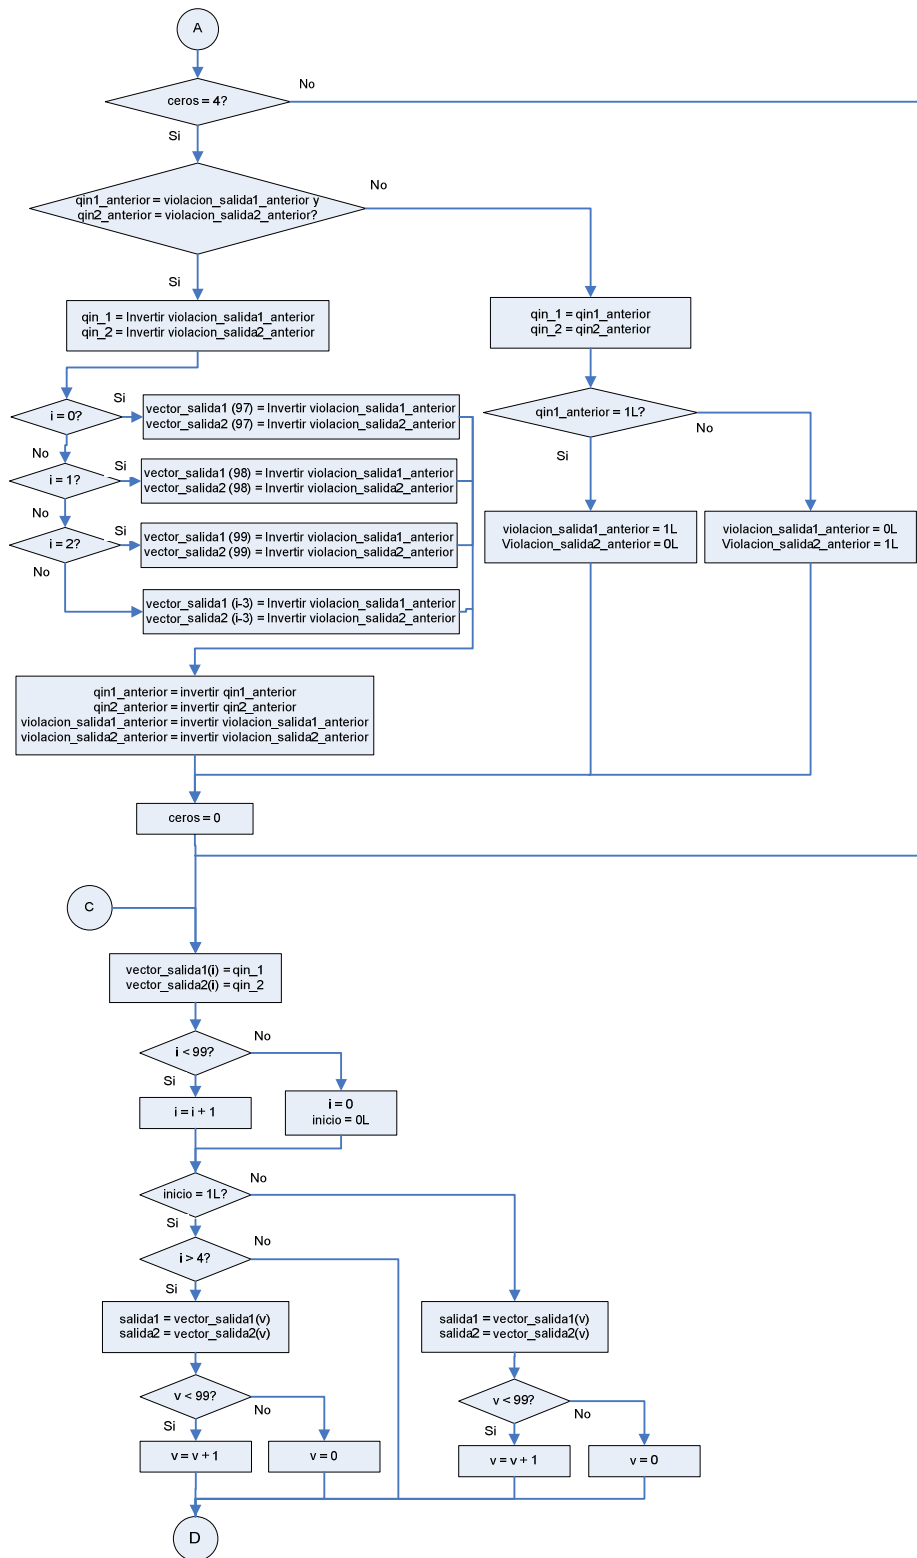 A
No
ceros = 4?
Si
No
qin1_anterior = violacion_salida1_anterior y
qin2_anterior = violacion_salida2_anterior?
Si
qin_1 = Invertir violacion_salida1_anterior
qin_2 = Invertir violacion_salida2_anterior
qin_1 = qin1_anterior
qin_2 = qin2_anterior
i = 0?
Si
vector_salida1 (97) = Invertir violacion_salida1_anterior
vector_salida2 (97) = Invertir violacion_salida2_anterior
qin1_anterior = 1L?
No
Si
No
i = 1?
Si
vector_salida1 (98) = Invertir violacion_salida1_anterior
vector_salida2 (98) = Invertir violacion_salida2_anterior
No
i = 2?
Si
vector_salida1 (99) = Invertir violacion_salida1_anterior
vector_salida2 (99) = Invertir violacion_salida2_anterior
violacion_salida1_anterior = 1L
Violacion_salida2_anterior = 0L
violacion_salida1_anterior = 0L
Violacion_salida2_anterior = 1L
No
vector_salida1 (i-3) = Invertir violacion_salida1_anterior
vector_salida2 (i-3) = Invertir violacion_salida2_anterior
qin1_anterior = invertir qin1_anterior
qin2_anterior = invertir qin2_anterior
violacion_salida1_anterior = invertir violacion_salida1_anterior
violacion_salida2_anterior = invertir violacion_salida2_anterior
ceros = 0
C
vector_salida1(i) = qin_1
vector_salida2(i) = qin_2
No
i < 99?
Si
i = i + 1
i = 0
inicio = 0L
No
inicio = 1L?
Si
No
i > 4?
Si
salida1 = vector_salida1(v)
salida2 = vector_salida2(v)
salida1 = vector_salida1(v)
salida2 = vector_salida2(v)
v < 99?
No
Si
v < 99?
No
Si
v = v + 1
v = 0
v = v + 1
v = 0
D